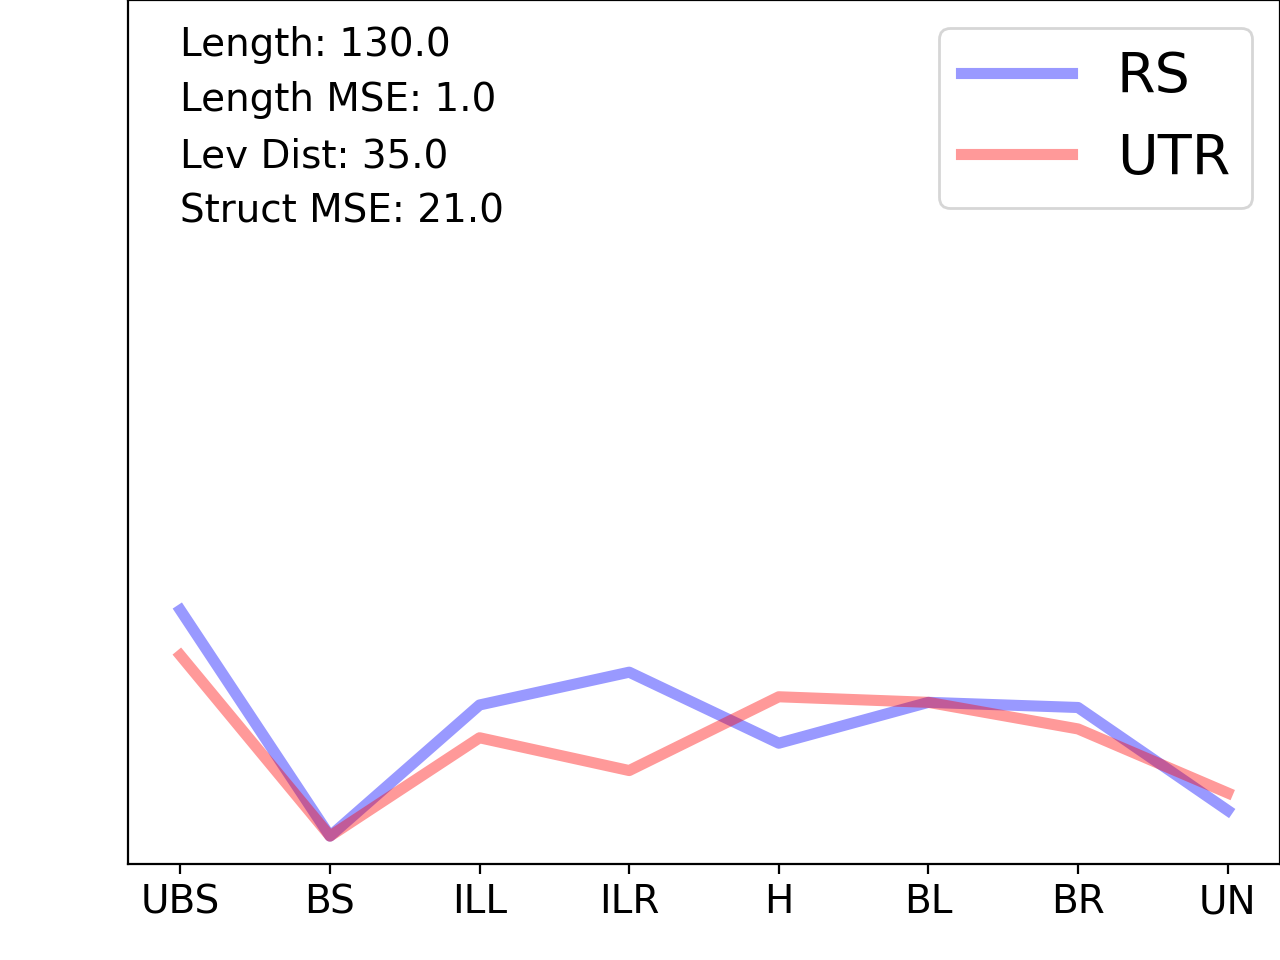 Length: 130.0
Length MSE: 1.0
Lev Dist: 35.0
Struct MSE: 21.0
RS
UTR
UBS BS ILL ILR H BL BR UN